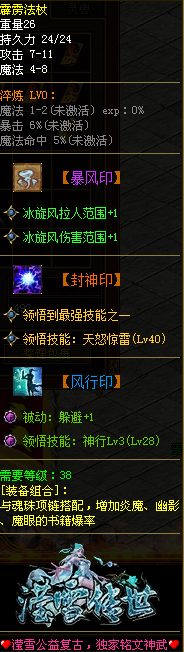 霹雳法杖
重量26
持久力 24/24
攻击 7-11
魔法 4-8
淬炼 LV0:
魔法 1-2(未激活) exp:0%
暴击 6%(未激活)
魔法命中 5%(未激活)
【暴风印】
冰旋风拉人范围+1
冰旋风伤害范围+1
【封神印】
领悟到最强技能之一
领悟技能: 天怒惊雷(Lv40)
【风行印】
被动: 躲避+1
领悟技能: 神行Lv3(Lv28)
需要等级:38
[装备组合]:
与魂珠项链搭配,增加炎魔、幽影、魔眼的书籍爆率
滢雪传世
滢雪公益复古,独家铭文神武